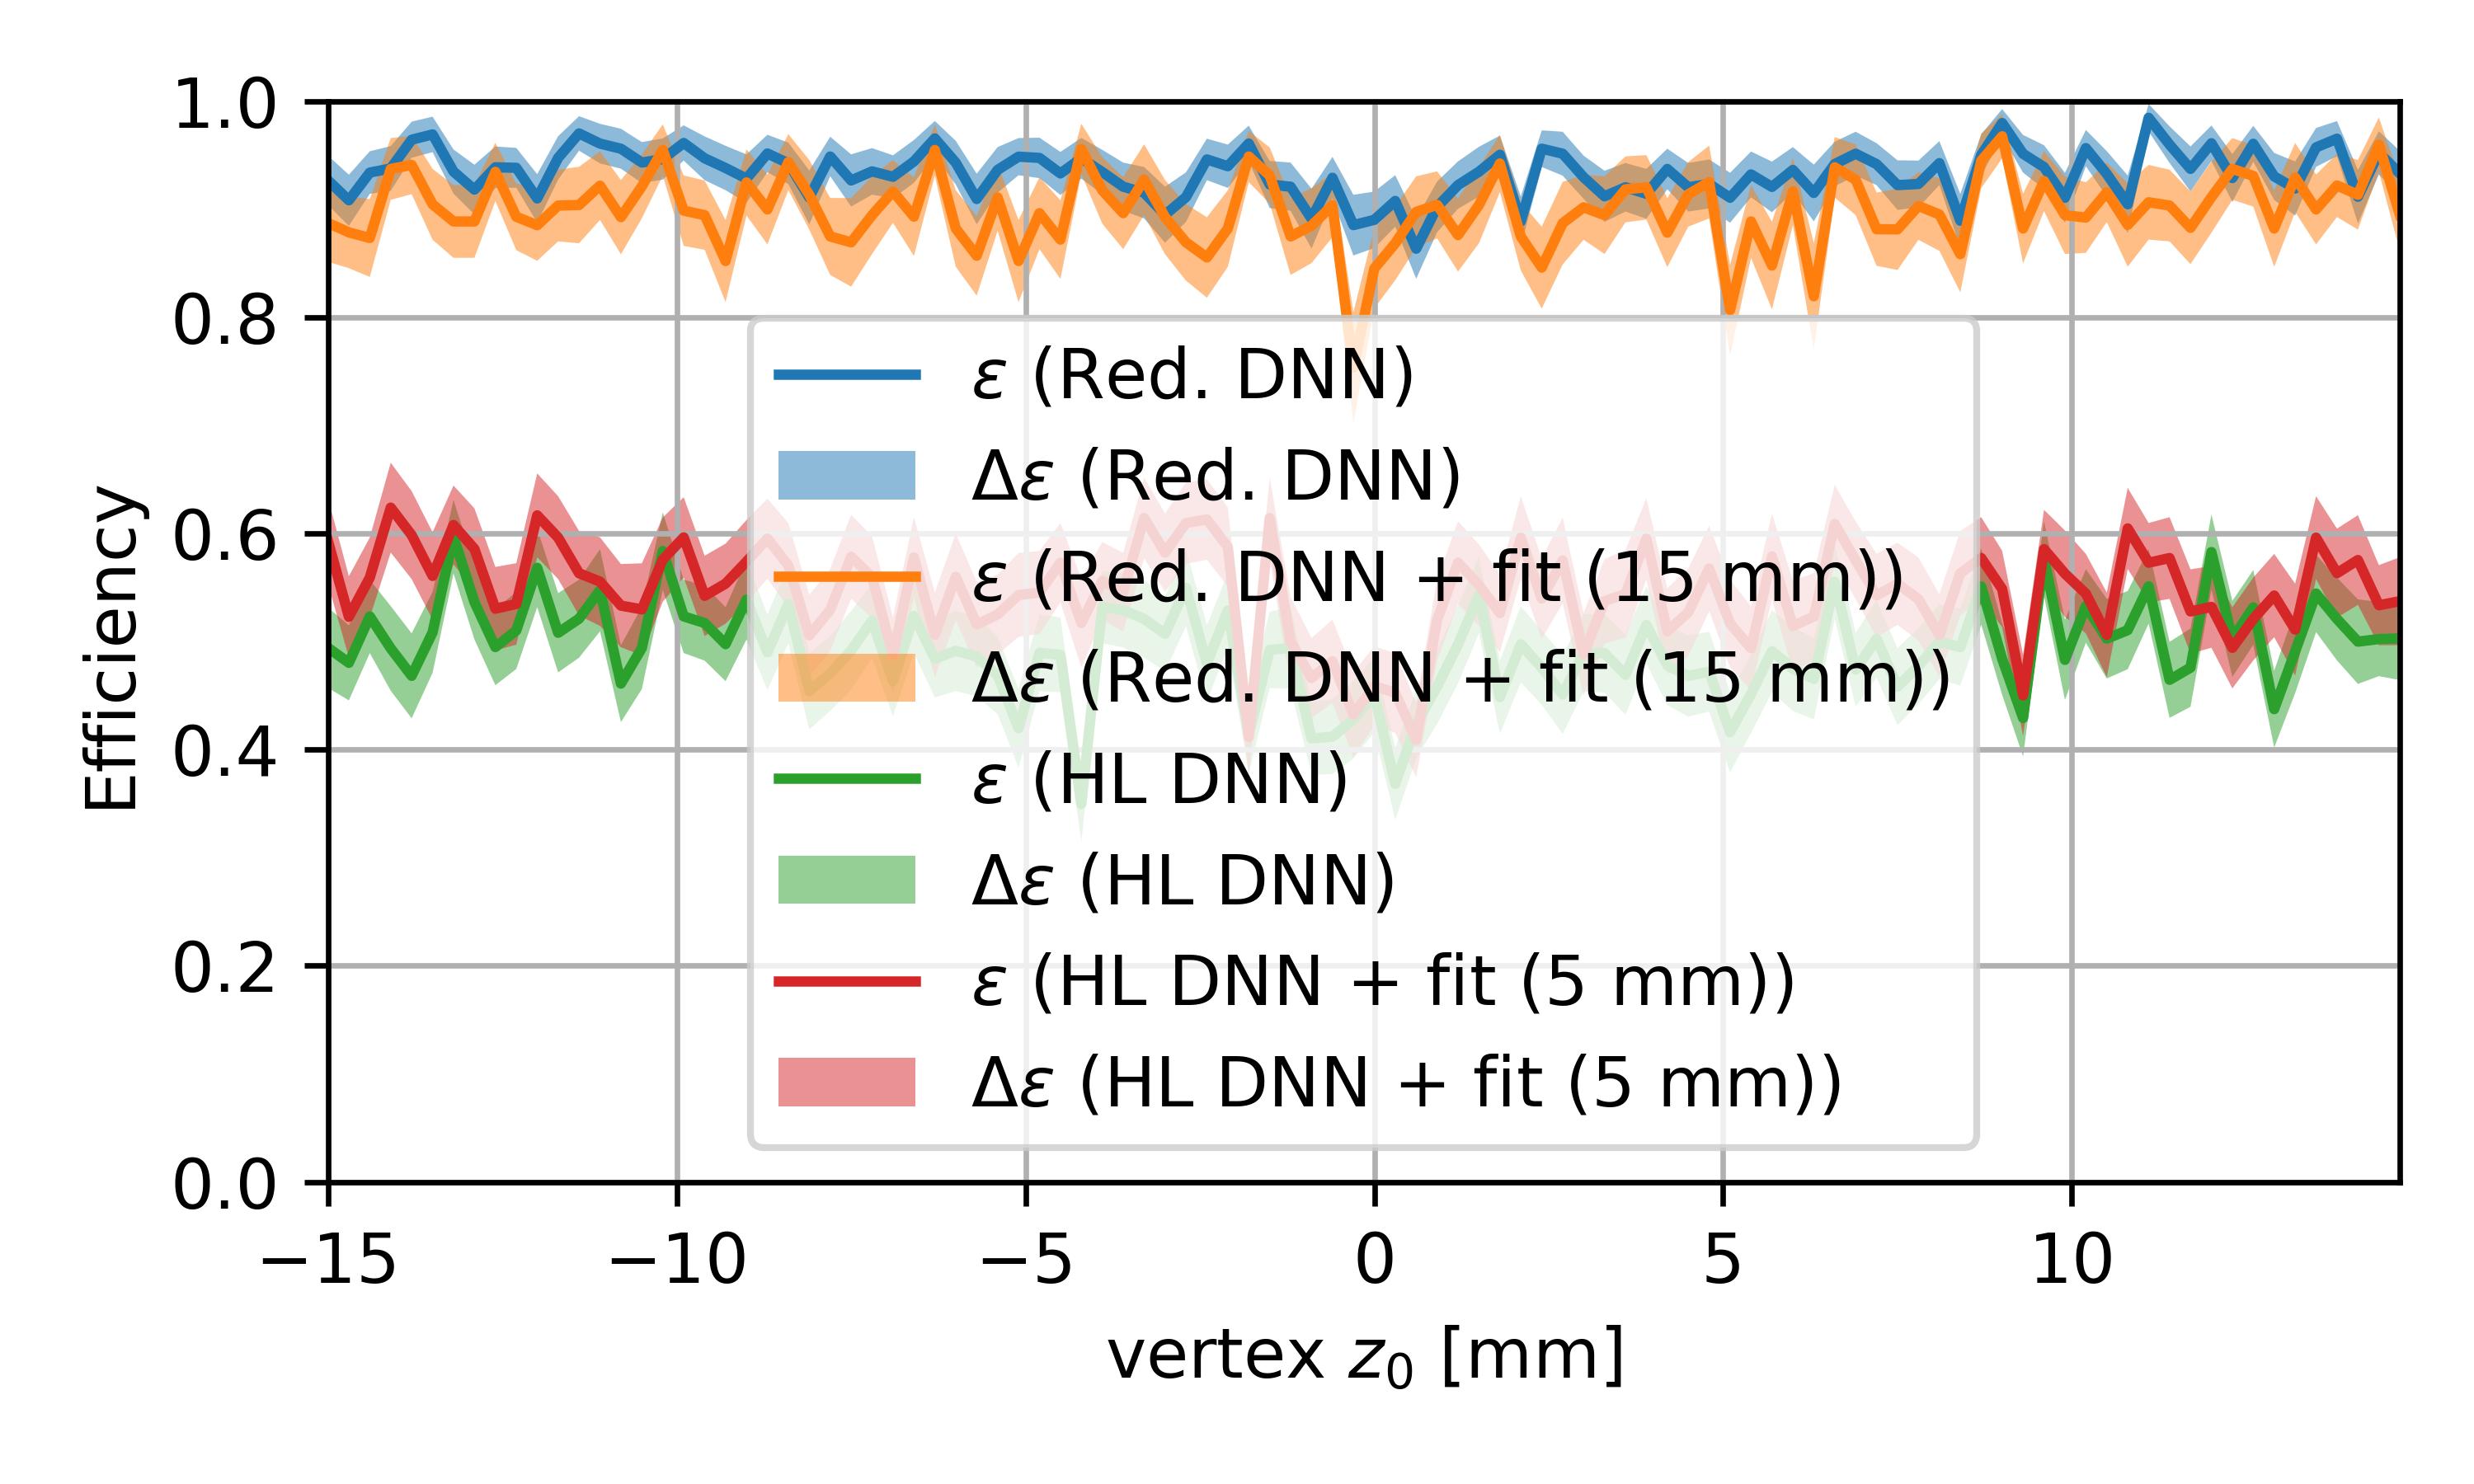 1.0
0.8
0.6
0.4
0.2
0.0
Efficiency
ε (Red. DNN)
Δε (Red. DNN)
ε (Red. DNN + fit (15 mm))
Δε (Red. DNN + fit (15 mm))
ε (HL DNN)
Δε (HL DNN)
ε (HL DNN + fit (5 mm))
Δε (HL DNN + fit (5 mm))
−15 −10 −5 0 5 10
vertex z₀ [mm]